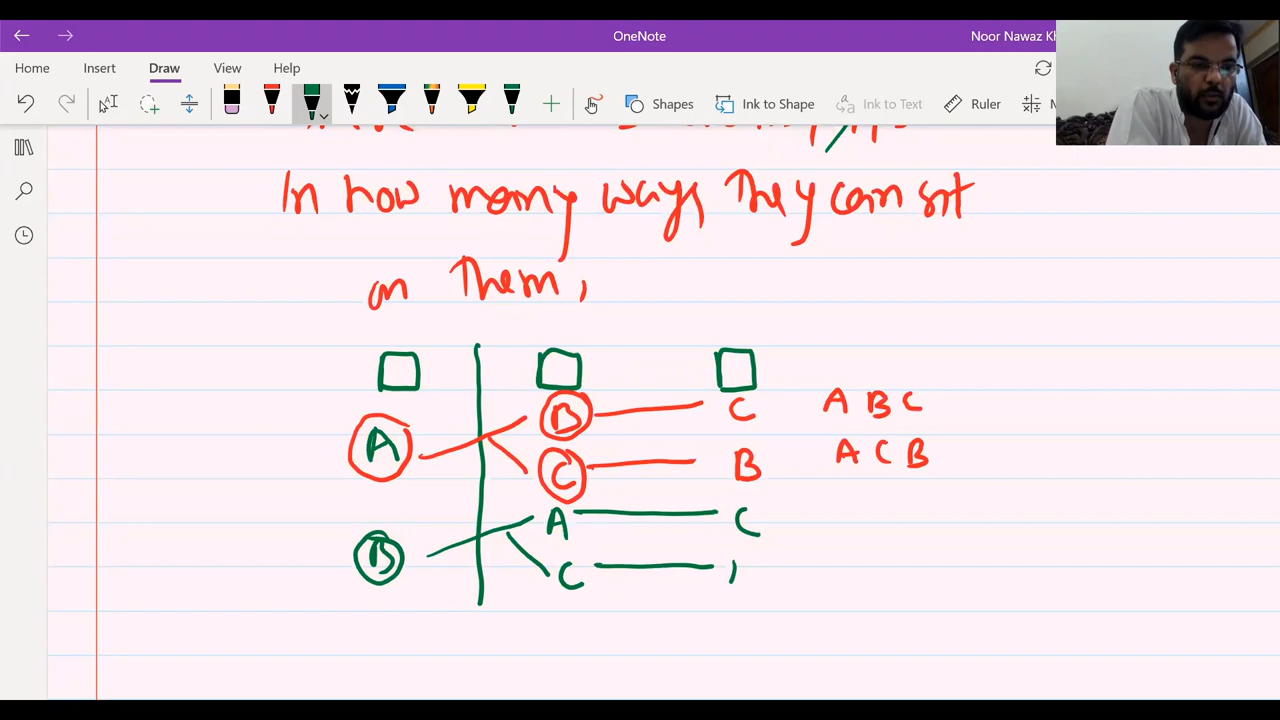 OneNote
Noor Nawaz Kh
Home Insert Draw View Help
Shapes Ink to Shape Ink to Text Ruler M
In how many ways They can sit
on Them,
B C A B C
A
C B A C B
A C
B
C